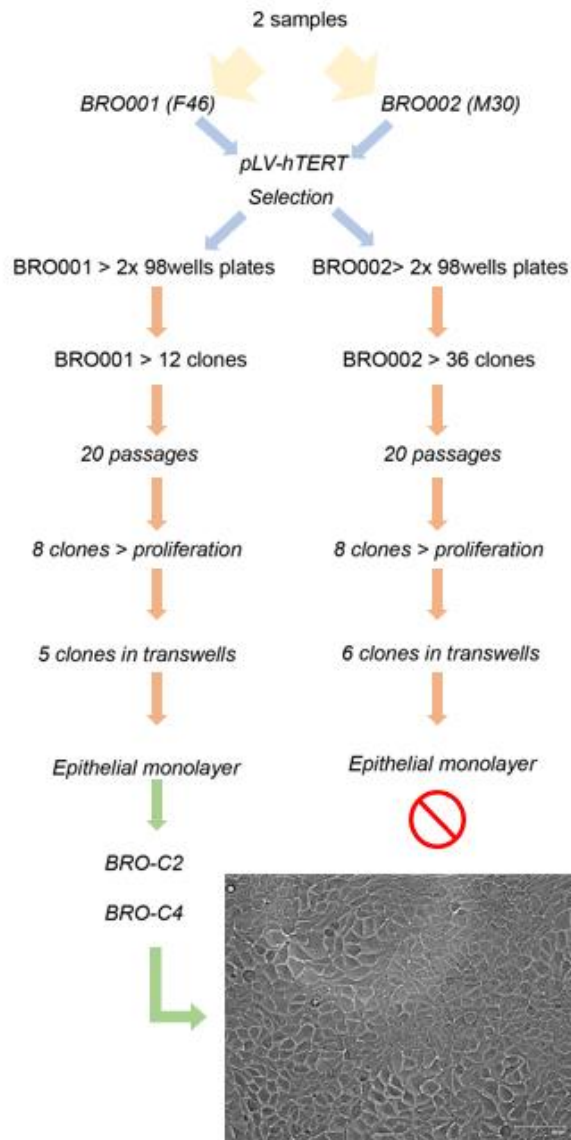 2 samples
BRO001 (F46)
BRO002 (M30)
pLV-hTERT
Selection
BRO001 > 2x 98wells plates
BRO002> 2x 98wells plates
BRO001 > 12 clones
BRO002 > 36 clones
20 passages
20 passages
8 clones > proliferation
8 clones > proliferation
5 clones in transwells
6 clones in transwells
Epithelial monolayer
Epithelial monolayer
BRO-C2
BRO-C4